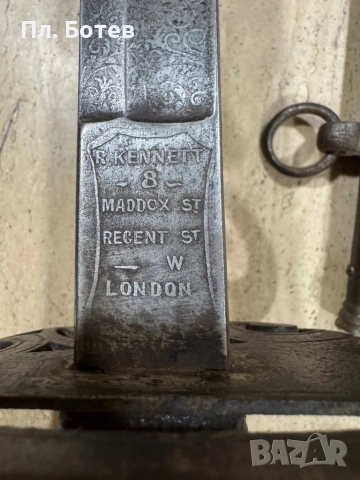 Пл. Ботев
R. KENNETT
- 8 -
MADDOX ST
REGENT ST
— W
LONDON
BAZAR